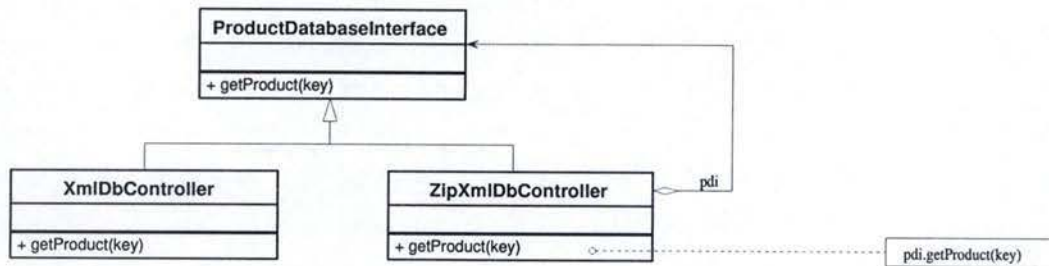 ProductDatabaseInterface
+ getProduct(key)
XmlDbController
+ getProduct(key)
ZipXmlDbController
+ getProduct(key)
pdi
pdi.getProduct(key)